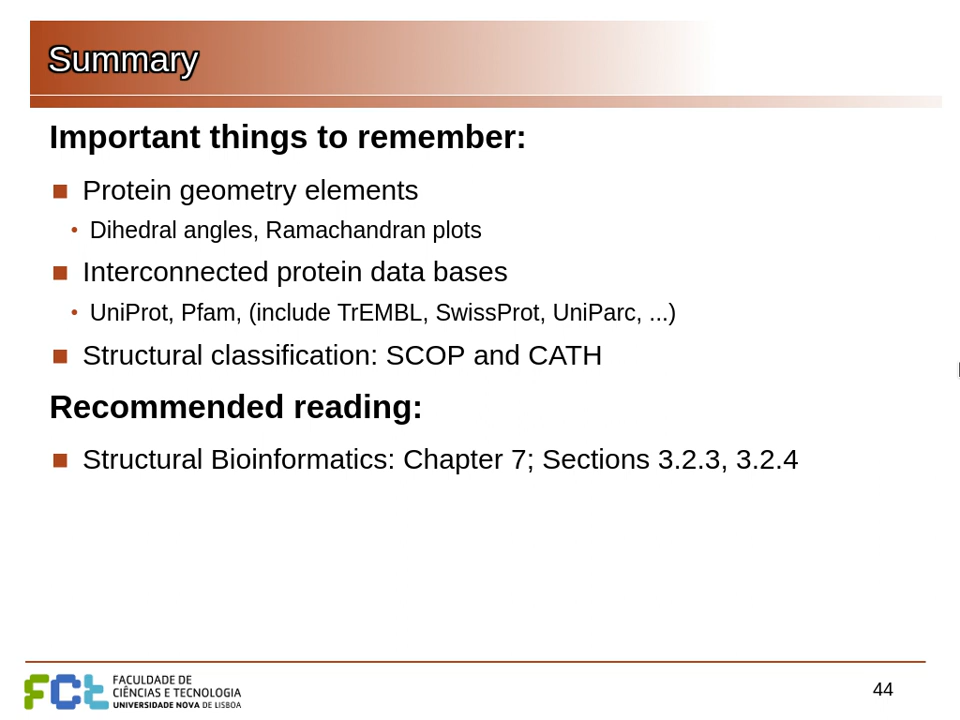 Summary
Important things to remember:
■ Protein geometry elements
• Dihedral angles, Ramachandran plots
■ Interconnected protein data bases
• UniProt, Pfam, (include TrEMBL, SwissProt, UniParc, ...)
■ Structural classification: SCOP and CATH
Recommended reading:
■ Structural Bioinformatics: Chapter 7; Sections 3.2.3, 3.2.4
FCt
FACULDADE DE
CIÊNCIAS E TECNOLOGIA
UNIVERSIDADE NOVA DE LISBOA
44